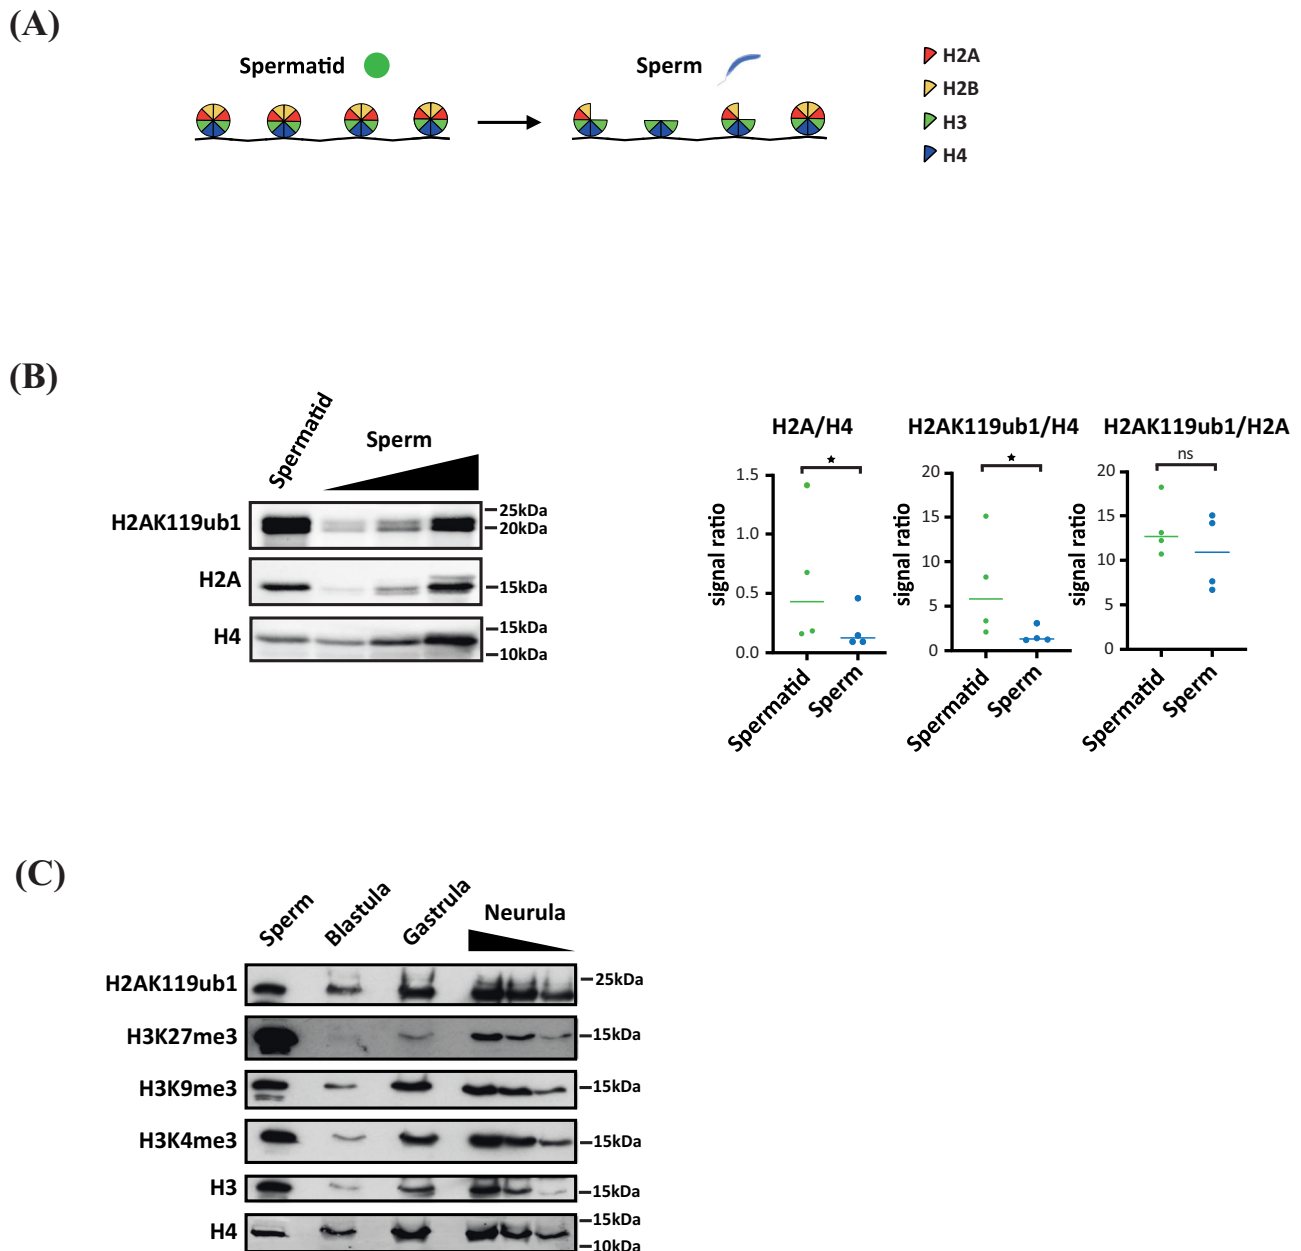 (A)
Spermatid
Sperm
H2A
H2B
H3
H4
(B)
Spermatid
Sperm
H2AK119ub1
25kDa
20kDa
H2A
15kDa
H4
15kDa
10kDa
H2A/H4
signal ratio
1.5
1.0
0.5
0.0
★
Spermatid
Sperm
H2AK119ub1/H4
signal ratio
20
15
10
5
0
★
Spermatid
Sperm
H2AK119ub1/H2A
signal ratio
20
15
10
5
0
ns
Spermatid
Sperm
(C)
Sperm
Blastula
Gastrula
Neurula
H2AK119ub1
25kDa
H3K27me3
15kDa
H3K9me3
15kDa
H3K4me3
15kDa
H3
15kDa
H4
15kDa
10kDa